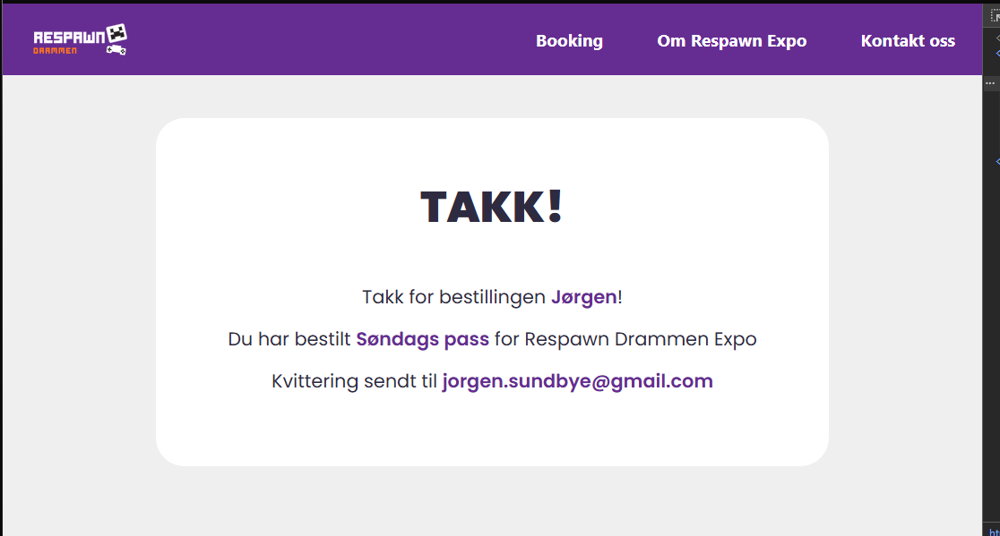 RESPAWN
DRAMMEN
Booking
Om Respawn Expo
Kontakt oss
TAKK!
Takk for bestillingen Jørgen!
Du har bestilt Søndags pass for Respawn Drammen Expo
Kvittering sendt til jorgen.sundbye@gmail.com